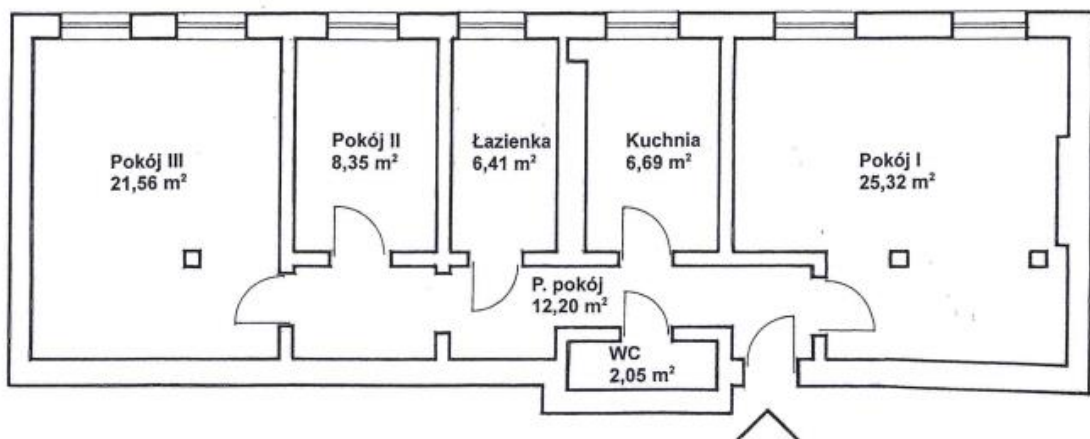 Pokój III
21,56 m²
Pokój II
8,35 m²
Łazienka
6,41 m²
Kuchnia
6,69 m²
Pokój I
25,32 m²
P. pokój
12,20 m²
WC
2,05 m²